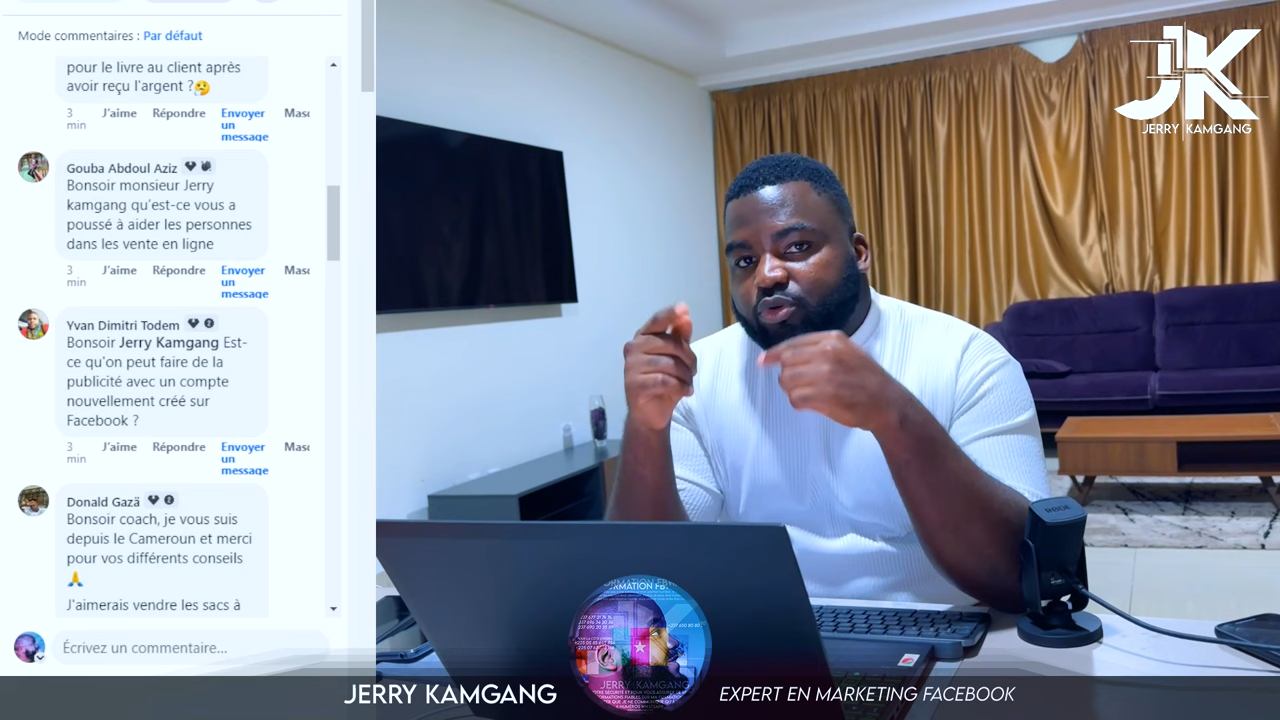 Mode commentaires : Par défaut
pour le livre au client après
avoir reçu l'argent ?🤔
3 min J'aime Répondre Envoyer un message
Gouba Abdoul Aziz
Bonsoir monsieur Jerry
kamgang qu'est-ce vous a
poussé à aider les personnes
dans les vente en ligne
3 min J'aime Répondre Envoyer un message
Yvan Dimitri Todem
Bonsoir Jerry Kamgang Est-
ce qu'on peut faire de la
publicité avec un compte
nouvellement créé sur
Facebook ?
3 min J'aime Répondre Envoyer un message
Donald Gazä
Bonsoir coach, je vous suis
depuis le Cameroun et merci
pour vos différents conseils
🙏
J'aimerais vendre les sacs à
Écrivez un commentaire...
JK
JERRY KAMGANG
RODE
JERRY KAMGANG
JERRY KAMGANG
EXPERT EN MARKETING FACEBOOK